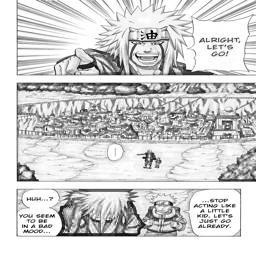 ALRIGHT,
LET'S
GO!
油
HUH...?
YOU SEEM
TO BE
IN A BAD
MOOD...
...STOP
ACTING LIKE
A LITTLE
KID. LET'S
JUST GO
ALREADY.